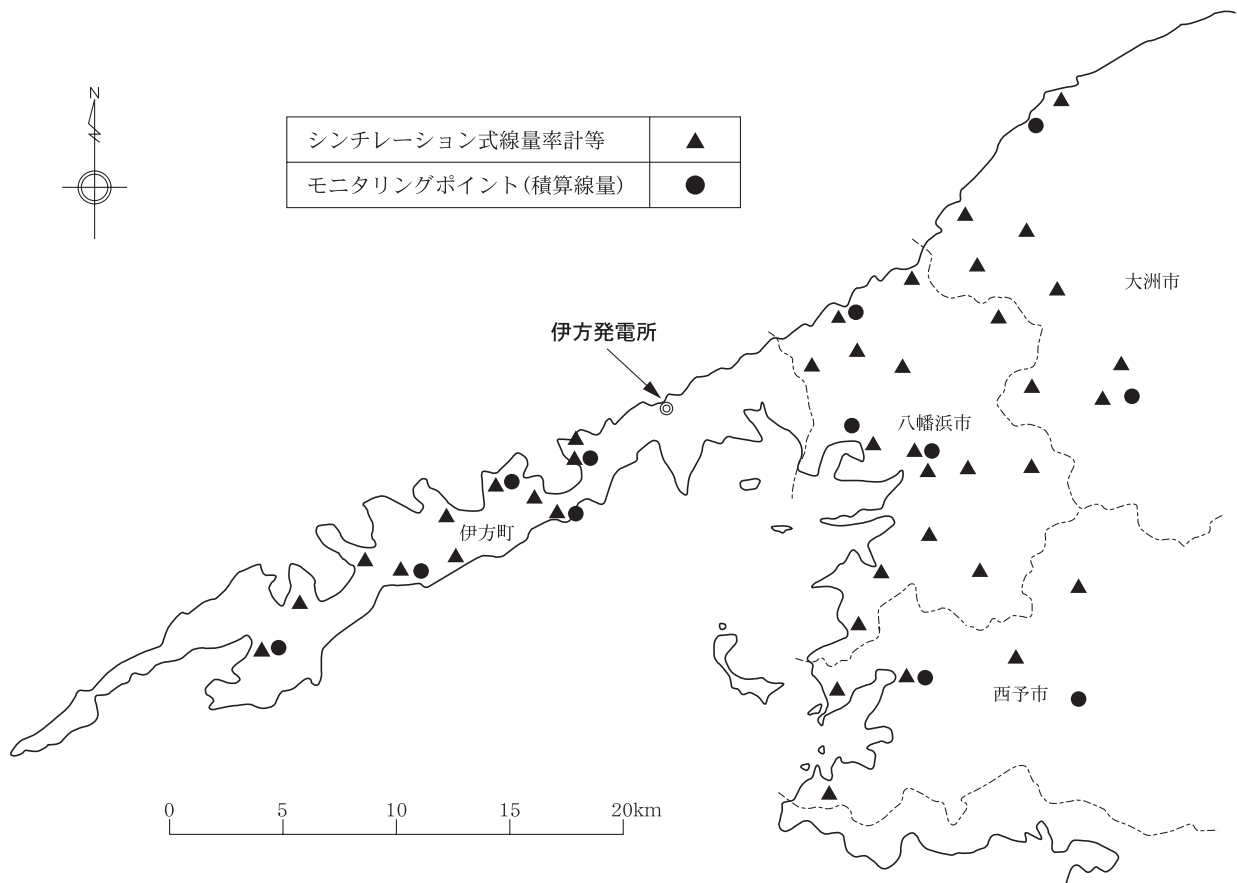 N
シンチレーション式線量率計等
モニタリングポイント(積算線量)
大洲市
伊方発電所
八幡浜市
伊方町
西予市
0 5 10 15 20km